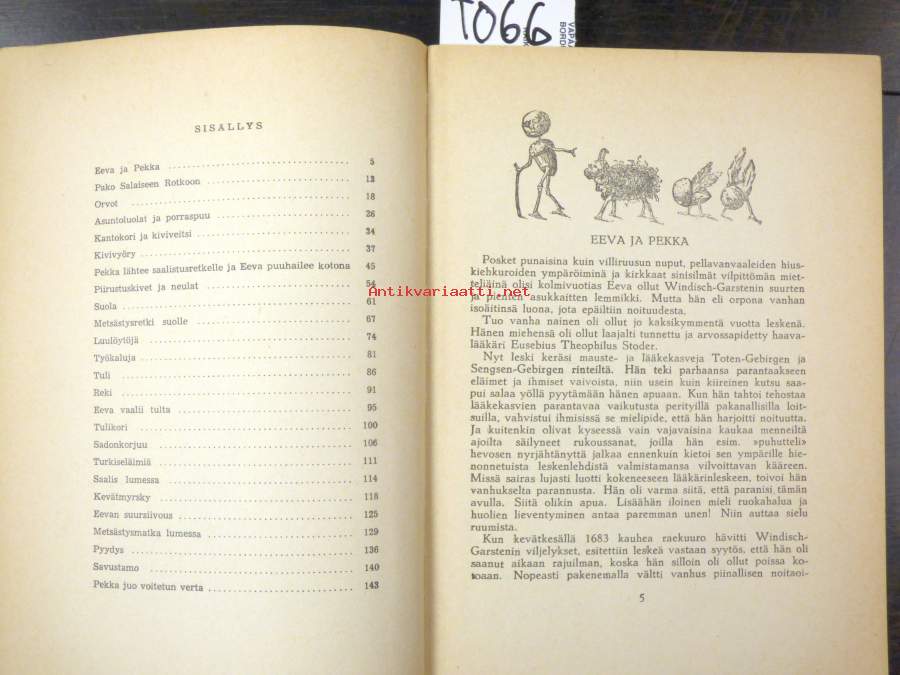 TO66
SISÄLLYS
Eeva ja Pekka 5
Pako Salaiseen Rotkoon 13
Orvot 18
Asuntoluolat ja porraspuu 26
Kantokori ja kiviveitsi 34
Kivivyöry 37
Pekka lähtee saalistusretkelle ja Eeva puuhailee kotona 45
Piirustuskivet ja neulat 54
Suola 61
Metsästysretki suolle 67
Luulöytöjä 74
Työkaluja 81
Tuli 86
Reki 91
Eeva vaalii tulta 95
Tulikori 100
Sadonkorjuu 106
Turkiseläimiä 111
Saalis lumessa 114
Kevätmyrsky 118
Eevan suursiivous 125
Metsästysmatka lumessa 129
Pyydys 136
Savustamo 140
Pekka juo voitetun verta 143
Antikvariaatti.net
EEVA JA PEKKA
Posket punaisina kuin villiruusun nuput, pellavanvaaleiden hius-
kiehkuroiden ympäröiminä ja kirkkaat sinisilmät vilpittömän miet-
teliäinä olisi kolmivuotias Eeva ollut Windisch-Garstenin suurten
ja pienten asukkaitten lemmikki. Mutta hän eli orpona vanhan
isoäitinsä luona, jota epäiltiin noituudesta.
Tuo vanha nainen oli ollut jo kaksikymmentä vuotta leskenä.
Hänen miehensä oli ollut laajalti tunnettu ja arvossapidetty haava-
lääkäri Eusebius Theophilus Stoder.
Nyt leski keräsi mauste- ja lääkekasveja Toten-Gebirgen ja
Sengsen-Gebirgen rinteiltä. Hän teki parhaansa parantaakseen
eläimet ja ihmiset vaivoista, niin usein kuin kiireinen kutsu saa-
pui salaa yöllä pyytämään hänen apuaan. Kun hän tahtoi tehostaa
lääkekasvien parantavaa vaikutusta perityillä pakanallisilla loit-
suilla, vahvistui ihmisissä se mielipide, että hän harjoitti noituutta.
Ja kuitenkin olivat kyseessä vain vajavaisina kaukaa menneiltä
ajoilta säilyneet rukoussanat, joilla hän esim. »puhutteli»
hevosen nyrjähtänyttä jalkaa ennenkuin kietoi sen ympärille hie-
nonnetuista leskenlehdistä valmistamansa vilvoittavan kääreen.
Missä sairas lujasti luotti kokeneeseen lääkärinleskeen, toivoi hän
vanhukselta parannusta. Hän oli varma siitä, että paranisi tämän
avulla. Siitä olikin apua. Lisäähän iloinen mieli ruokahalua ja
huolien lieventyminen antaa paremman unen! Niin auttaa sielu
ruumista.
Kun kevätkesällä 1683 kauhea raekuuro hävitti Windisch-
Garstenin viljelykset, esitettiin leskeä vastaan syytös, että hän oli
saanut aikaan rajuilman, koska hän silloin oli ollut poissa ko-
toaan. Nopeasti pakenemalla vältti vanhus piinallisen noitaoi-
5